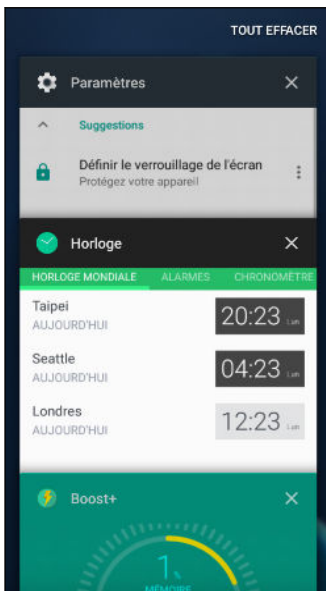 TOUT EFFACER
Paramètres
Suggestions
Définir le verrouillage de l'écran
Protégez votre appareil
Horloge
HORLOGE MONDIALE ALARMES CHRONOMÈTRE
Taipei
AUJOURD'HUI
20:23
Seattle
AUJOURD'HUI
04:23
Londres
AUJOURD'HUI
12:23
Boost+
1
MÉMOIRE